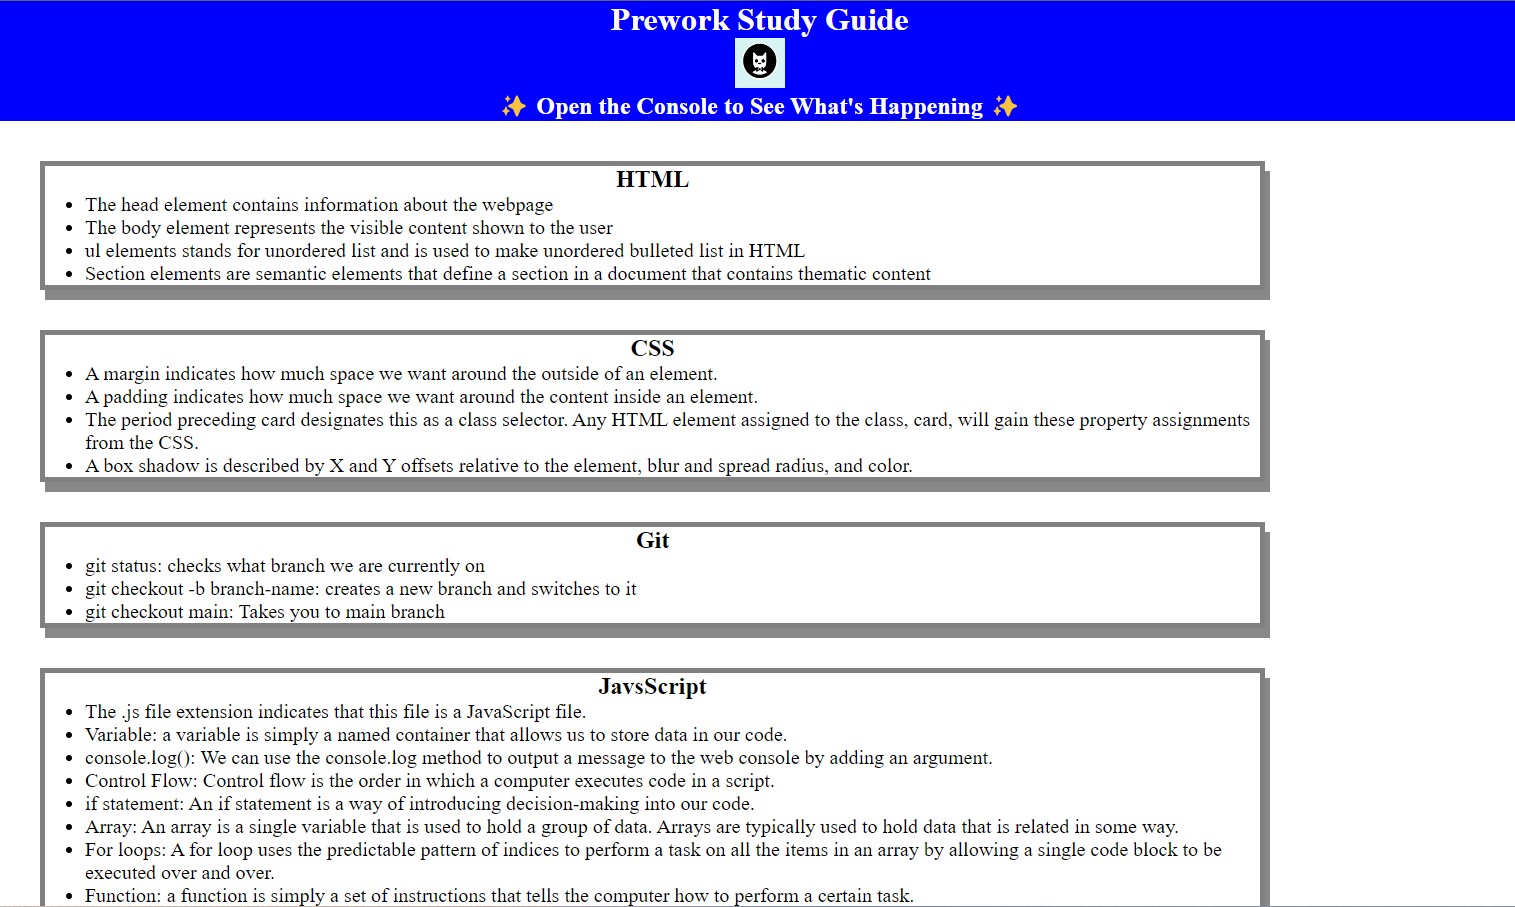 Prework Study Guide
✨ Open the Console to See What's Happening ✨
HTML
• The head element contains information about the webpage
• The body element represents the visible content shown to the user
• ul elements stands for unordered list and is used to make unordered bulleted list in HTML
• Section elements are semantic elements that define a section in a document that contains thematic content
CSS
• A margin indicates how much space we want around the outside of an element.
• A padding indicates how much space we want around the content inside an element.
• The period preceding card designates this as a class selector. Any HTML element assigned to the class, card, will gain these property assignments
from the CSS.
• A box shadow is described by X and Y offsets relative to the element, blur and spread radius, and color.
Git
• git status: checks what branch we are currently on
• git checkout -b branch-name: creates a new branch and switches to it
• git checkout main: Takes you to main branch
JavsScript
• The .js file extension indicates that this file is a JavaScript file.
• Variable: a variable is simply a named container that allows us to store data in our code.
• console.log(): We can use the console.log method to output a message to the web console by adding an argument.
• Control Flow: Control flow is the order in which a computer executes code in a script.
• if statement: An if statement is a way of introducing decision-making into our code.
• Array: An array is a single variable that is used to hold a group of data. Arrays are typically used to hold data that is related in some way.
• For loops: A for loop uses the predictable pattern of indices to perform a task on all the items in an array by allowing a single code block to be
executed over and over.
• Function: a function is simply a set of instructions that tells the computer how to perform a certain task.